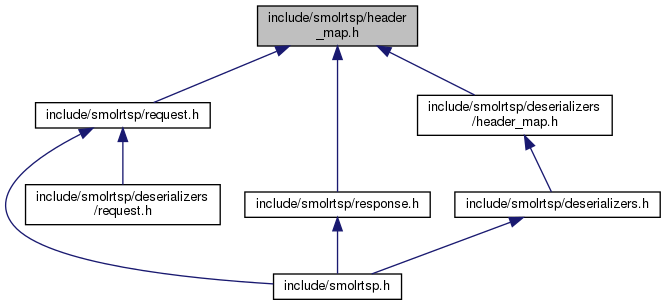 include/smolrtsp/header
_map.h
include/smolrtsp/request.h
include/smolrtsp/deserializers
/header_map.h
include/smolrtsp/deserializers
/request.h
include/smolrtsp/response.h
include/smolrtsp/deserializers.h
include/smolrtsp.h